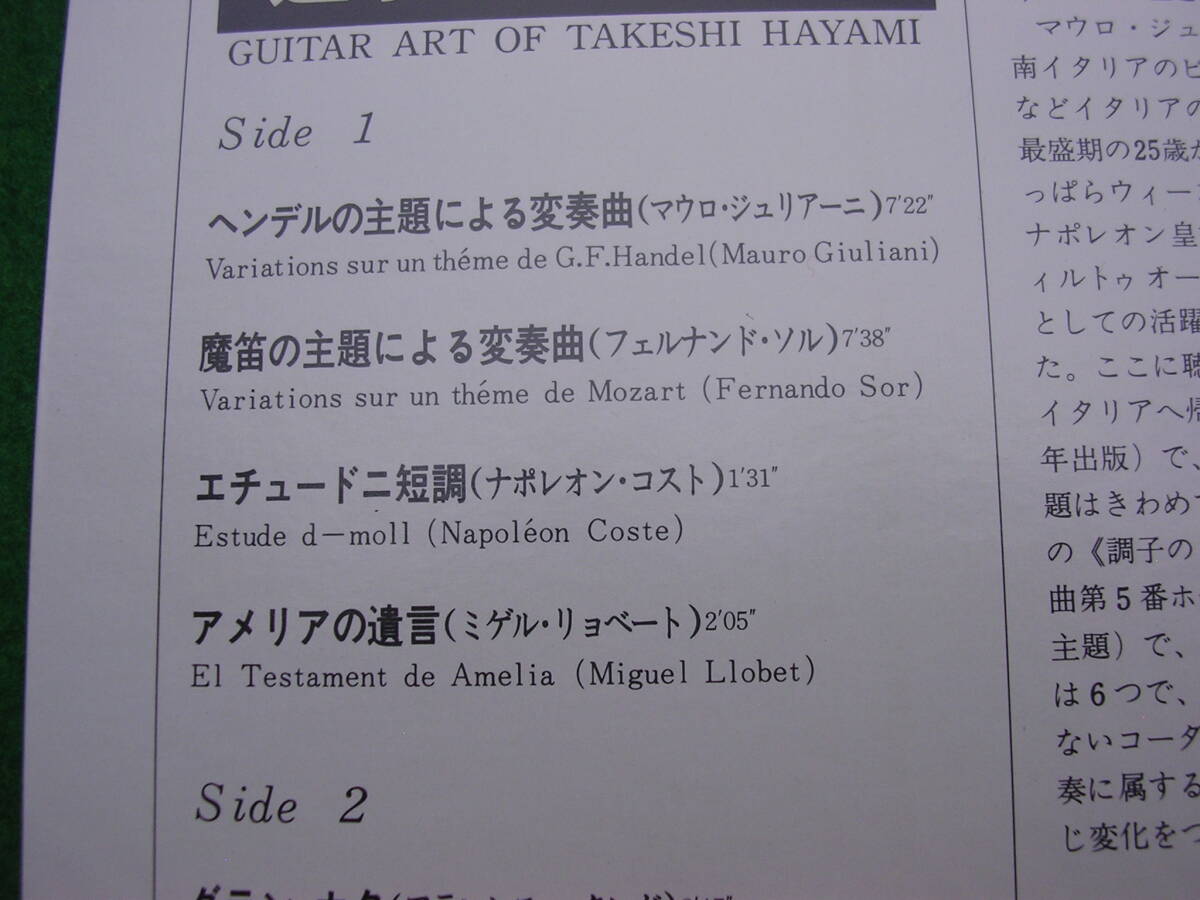 GUITAR ART OF TAKESHI HAYAMI
Side 1
ヘンデルの主題による変奏曲(マウロ・ジュリアーニ)7'22"
Variations sur un théme de G.F.Handel(Mauro Giuliani)
魔笛の主題による変奏曲(フェルナンド・ソル)7'38"
Variations sur un théme de Mozart (Fernando Sor)
エチュードニ短調(ナポレオン・コスト)1'31"
Estude d-moll (Napoléon Coste)
アメリアの遺言(ミゲル・リョベート)2'05"
El Testament de Amelia (Miguel Llobet)
Side 2
マウロ・ジュ
南イタリアのビ
などイタリアの
最盛期の25歳か
っぱらウィー
ナポレオン皇
ィルトゥオー
としての活躍
た。ここに聴
イタリアへ帰
年出版）で、
題はきわめて
の《調子の
曲第5番ホ
主題）で、
は6つで、
ないコーダ
奏に属する
じ変化をつ